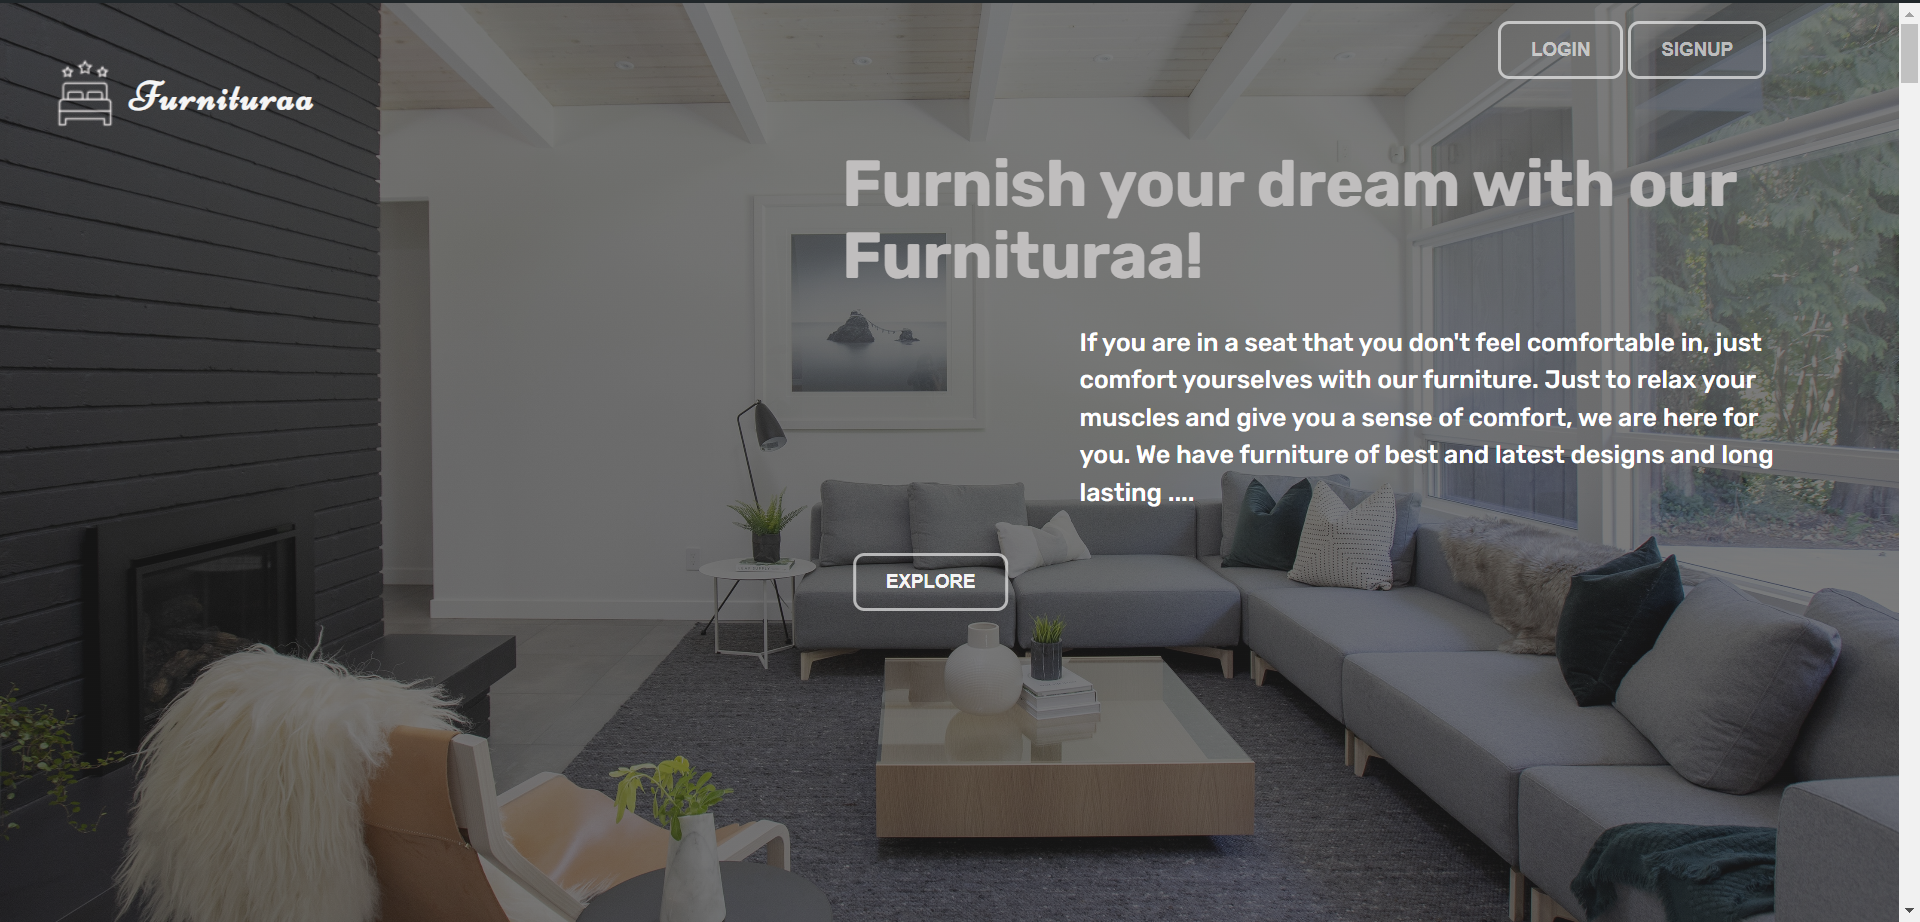 Furnituraa
LOGIN
SIGNUP
Furnish your dream with our
Furnituraa!
If you are in a seat that you don't feel comfortable in, just
comfort yourselves with our furniture. Just to relax your
muscles and give you a sense of comfort, we are here for
you. We have furniture of best and latest designs and long
lasting ....
EXPLORE